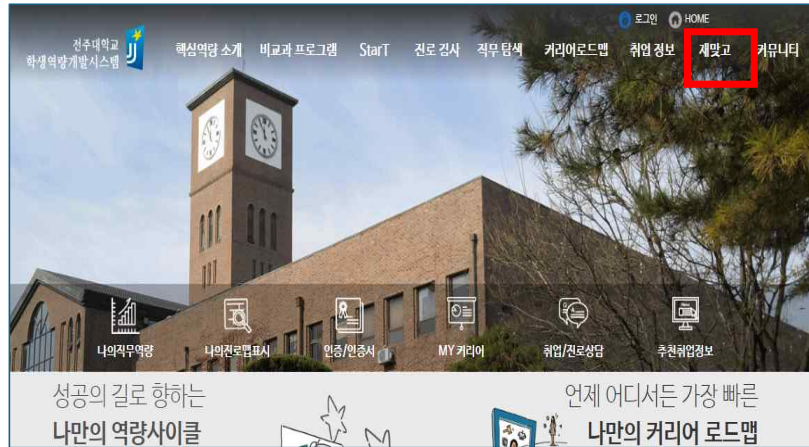 로그인 HOME
전주대학교
학생역량개발시스템
핵심역량 소개 비교과 프로그램 StarT 진로 검사 직무 탐색 커리어로드맵 취업 정보 재맞고 커뮤니티
나의직무역량 나의진로맵표시 인증/인증서 MY 커리어 취업/진로상담 추천취업정보
성공의 길로 향하는
나만의 역량사이클
언제 어디서든 가장 빠른
나만의 커리어 로드맵